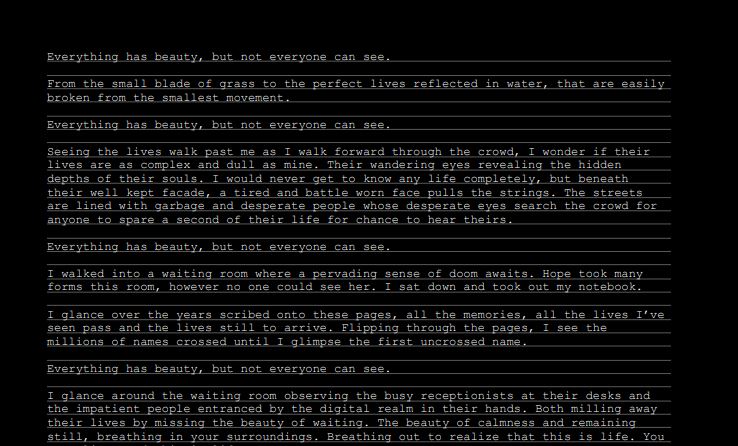 Everything has beauty, but not everyone can see.
From the small blade of grass to the perfect lives reflected in water, that are easily
broken from the smallest movement.
Everything has beauty, but not everyone can see.
Seeing the lives walk past me as I walk forward through the crowd, I wonder if their
lives are as complex and dull as mine. Their wandering eyes revealing the hidden
depths of their souls. I would never get to know any life completely, but beneath
their well kept facade, a tired and battle worn face pulls the strings. The streets
are lined with garbage and desperate people whose desperate eyes search the crowd for
anyone to spare a second of their life for chance to hear theirs.
Everything has beauty, but not everyone can see.
I walked into a waiting room where a pervading sense of doom awaits. Hope took many
forms this room, however no one could see her. I sat down and took out my notebook.
I glance over the years scribed onto these pages, all the memories, all the lives I’ve
seen pass and the lives still to arrive. Flipping through the pages, I see the
millions of names crossed until I glimpse the first uncrossed name.
Everything has beauty, but not everyone can see.
I glance around the waiting room observing the busy receptionists at their desks and
the impatient people entranced by the digital realm in their hands. Both milling away
their lives by missing the beauty of waiting. The beauty of calmness and remaining
still, breathing in your surroundings. Breathing out to realize that this is life. You